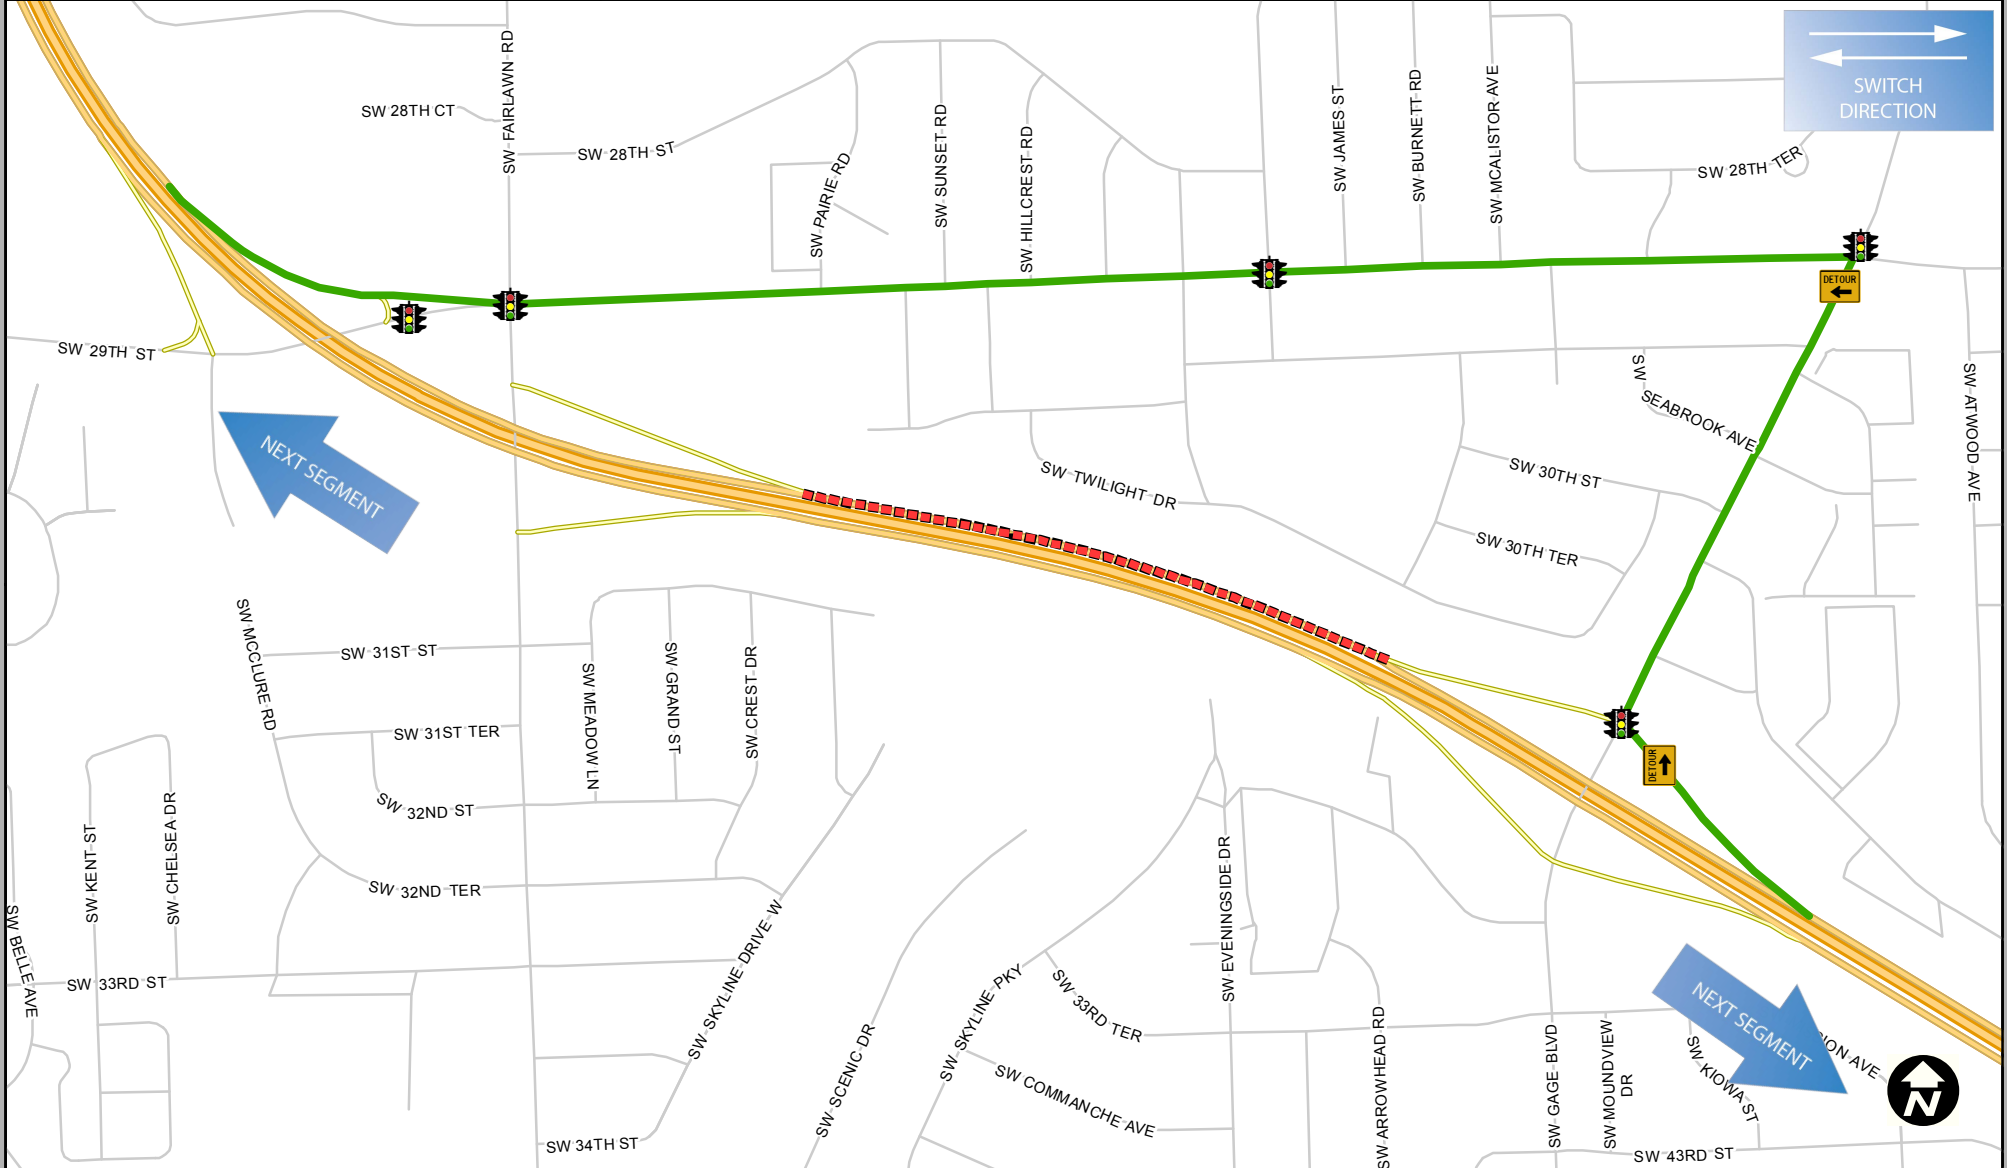 SWITCH
DIRECTION
SW FAIRLAWN RD
SW 28TH CT
SW 28TH ST
SW PAIRIE RD
SW SUNSET RD
SW HILLCREST RD
SW JAMES ST
SW BURNETT RD
SW MCALISTOR AVE
SW 28TH TER
DETOUR
SW 29TH ST
NEXT SEGMENT
SW TWILIGHT DR
SW SEABROOK AVE
SW 30TH ST
SW 30TH TER
SW ATWOOD AVE
SW MCCLURE RD
SW 31ST ST
SW 31ST TER
SW MEADOW LN
SW GRAND ST
SW CREST DR
DETOUR
SW 32ND ST
SW 32ND TER
SW KENT ST
SW CHELSEA DR
SW BELLE AVE
SW 33RD ST
SW SKYLINE DRIVE W
SW SCENIC DR
SW SKYLINE PKY
SW 33RD TER
SW EVENINGSIDE DR
SW COMMANCHE AVE
SW ARROWHEAD RD
SW GAGE BLVD
SW MOUNDVIEW
DR
SW KIOWA ST
NEXT SEGMENT
ION AVE
N
SW 34TH ST
SW 43RD ST